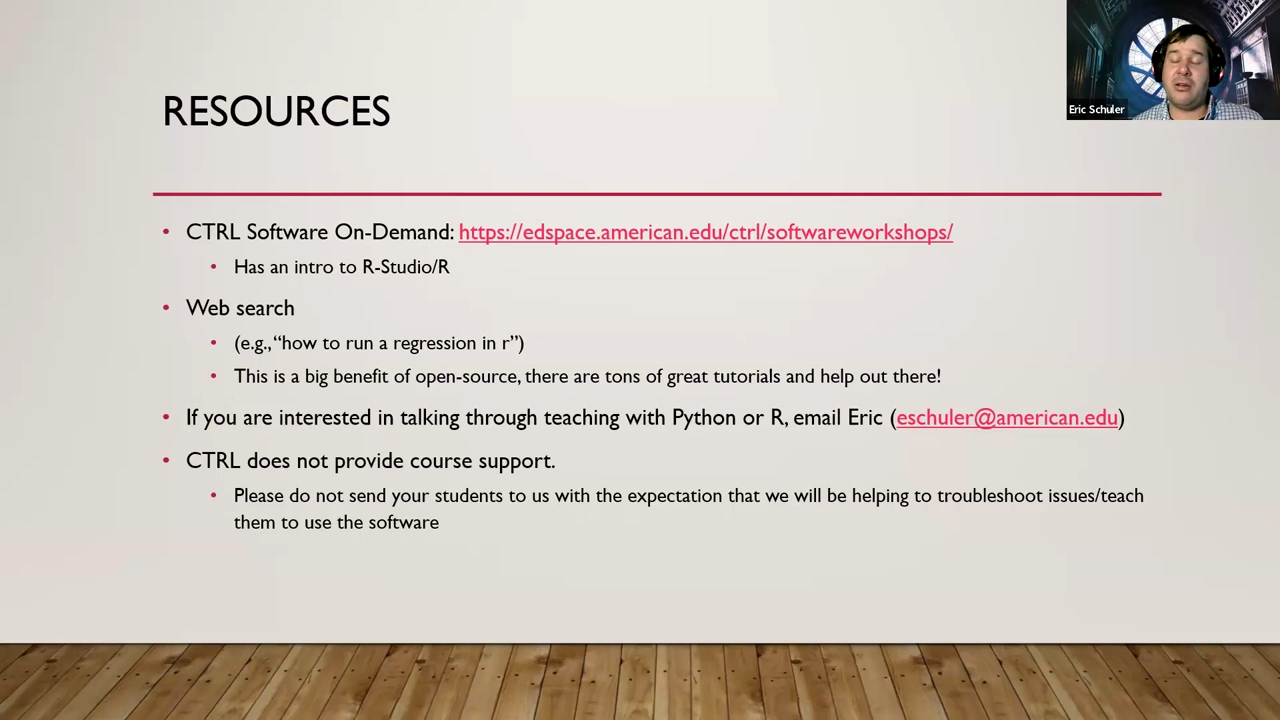 RESOURCES
Eric Schuler
• CTRL Software On-Demand: https://edspace.american.edu/ctrl/softwareworkshops/
• Has an intro to R-Studio/R
• Web search
• (e.g., “how to run a regression in r”)
• This is a big benefit of open-source, there are tons of great tutorials and help out there!
• If you are interested in talking through teaching with Python or R, email Eric (eschuler@american.edu)
• CTRL does not provide course support.
• Please do not send your students to us with the expectation that we will be helping to troubleshoot issues/teach
them to use the software